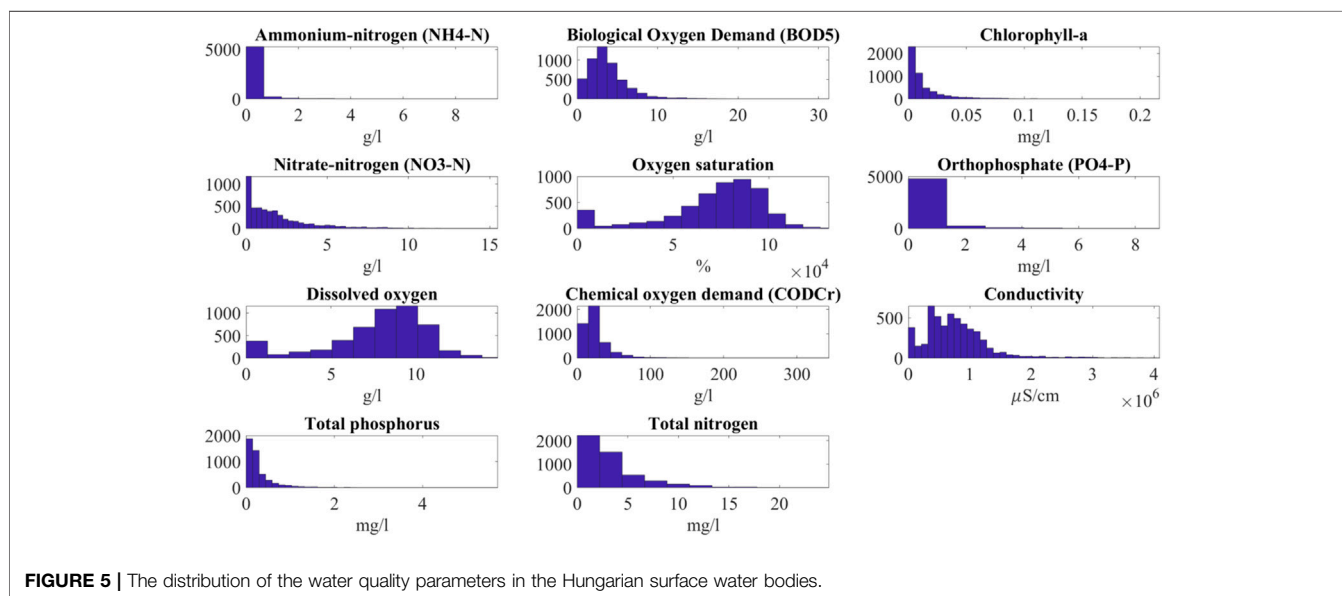 Ammonium-nitrogen (NH4-N)
5000
0
0 2 4 6 8
g/l
Biological Oxygen Demand (BOD5)
1000
500
0
0 10 20 30
g/l
Chlorophyll-a
2000
1000
0
0 0.05 0.1 0.15 0.2
mg/l
Nitrate-nitrogen (NO3-N)
1000
500
0
0 5 10 15
g/l
Oxygen saturation
1000
500
0
0 5 10
% ×10⁴
Orthophosphate (PO4-P)
5000
0
0 2 4 6 8
mg/l
Dissolved oxygen
1000
500
0
0 5 10
g/l
Chemical oxygen demand (CODCr)
2000
1000
0
0 100 200 300
g/l
Conductivity
500
0
0 1 2 3 4
μS/cm ×10⁶
Total phosphorus
2000
1000
0
0 2 4
mg/l
Total nitrogen
2000
1000
0
0 5 10 15 20
mg/l
FIGURE 5 | The distribution of the water quality parameters in the Hungarian surface water bodies.